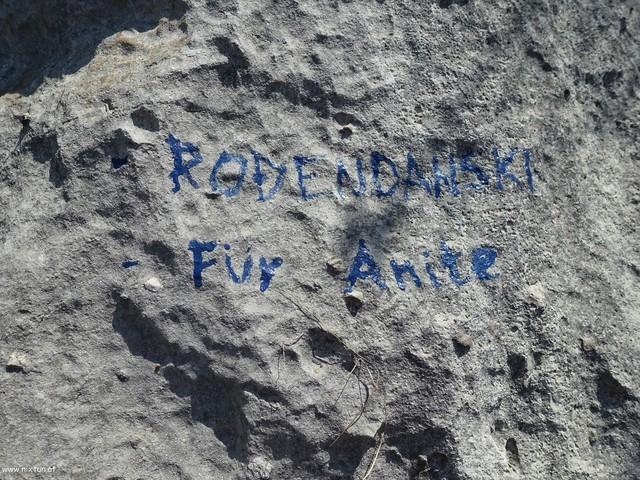 - RODENDANSKI
- Für Anite
www.nixfun.at